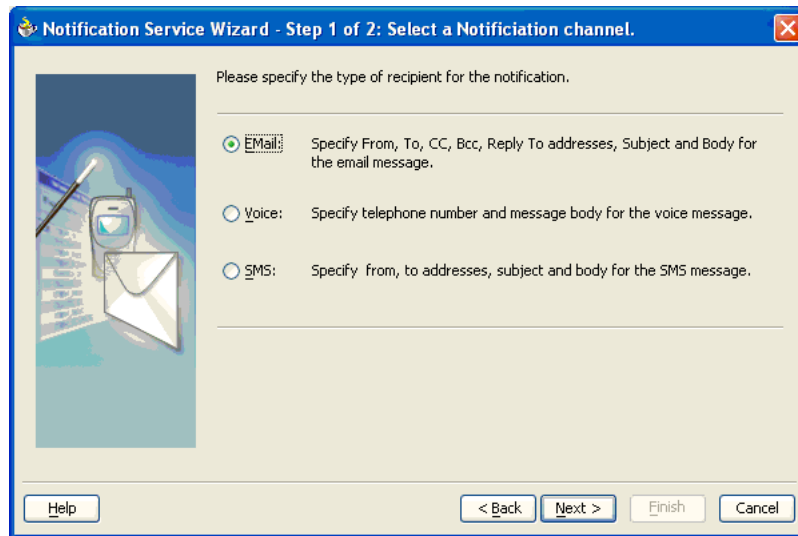 Notification Service Wizard - Step 1 of 2: Select a Notificiation channel.
Please specify the type of recipient for the notification.
EMail: Specify From, To, CC, Bcc, Reply To addresses, Subject and Body for
the email message.
Voice: Specify telephone number and message body for the voice message.
SMS: Specify from, to addresses, subject and body for the SMS message.
Help < Back Next > Finish Cancel